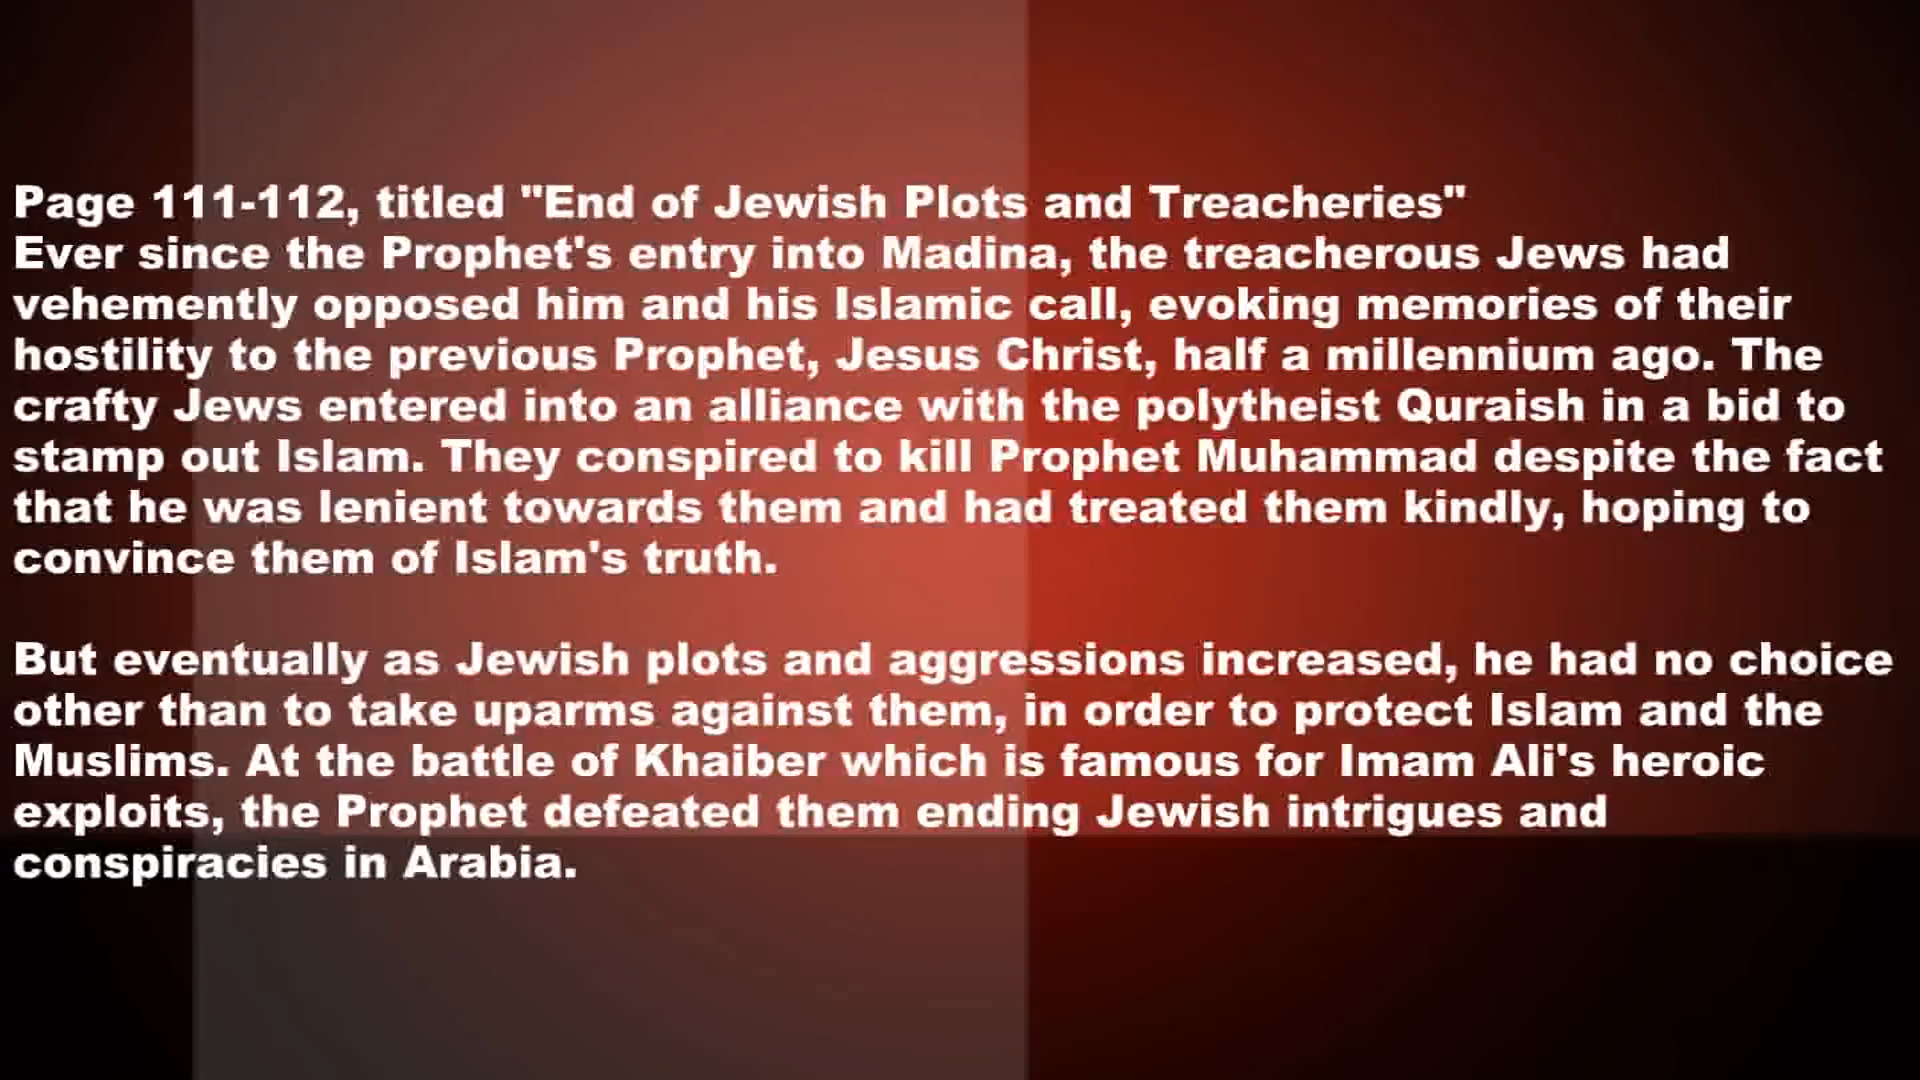 Page 111-112, titled "End of Jewish Plots and Treacheries"
Ever since the Prophet's entry into Madina, the treacherous Jews had
vehemently opposed him and his Islamic call, evoking memories of their
hostility to the previous Prophet, Jesus Christ, half a millennium ago. The
crafty Jews entered into an alliance with the polytheist Quraish in a bid to
stamp out Islam. They conspired to kill Prophet Muhammad despite the fact
that he was lenient towards them and had treated them kindly, hoping to
convince them of Islam's truth.
But eventually as Jewish plots and aggressions increased, he had no choice
other than to take uparms against them, in order to protect Islam and the
Muslims. At the battle of Khaiber which is famous for Imam Ali's heroic
exploits, the Prophet defeated them ending Jewish intrigues and
conspiracies in Arabia.